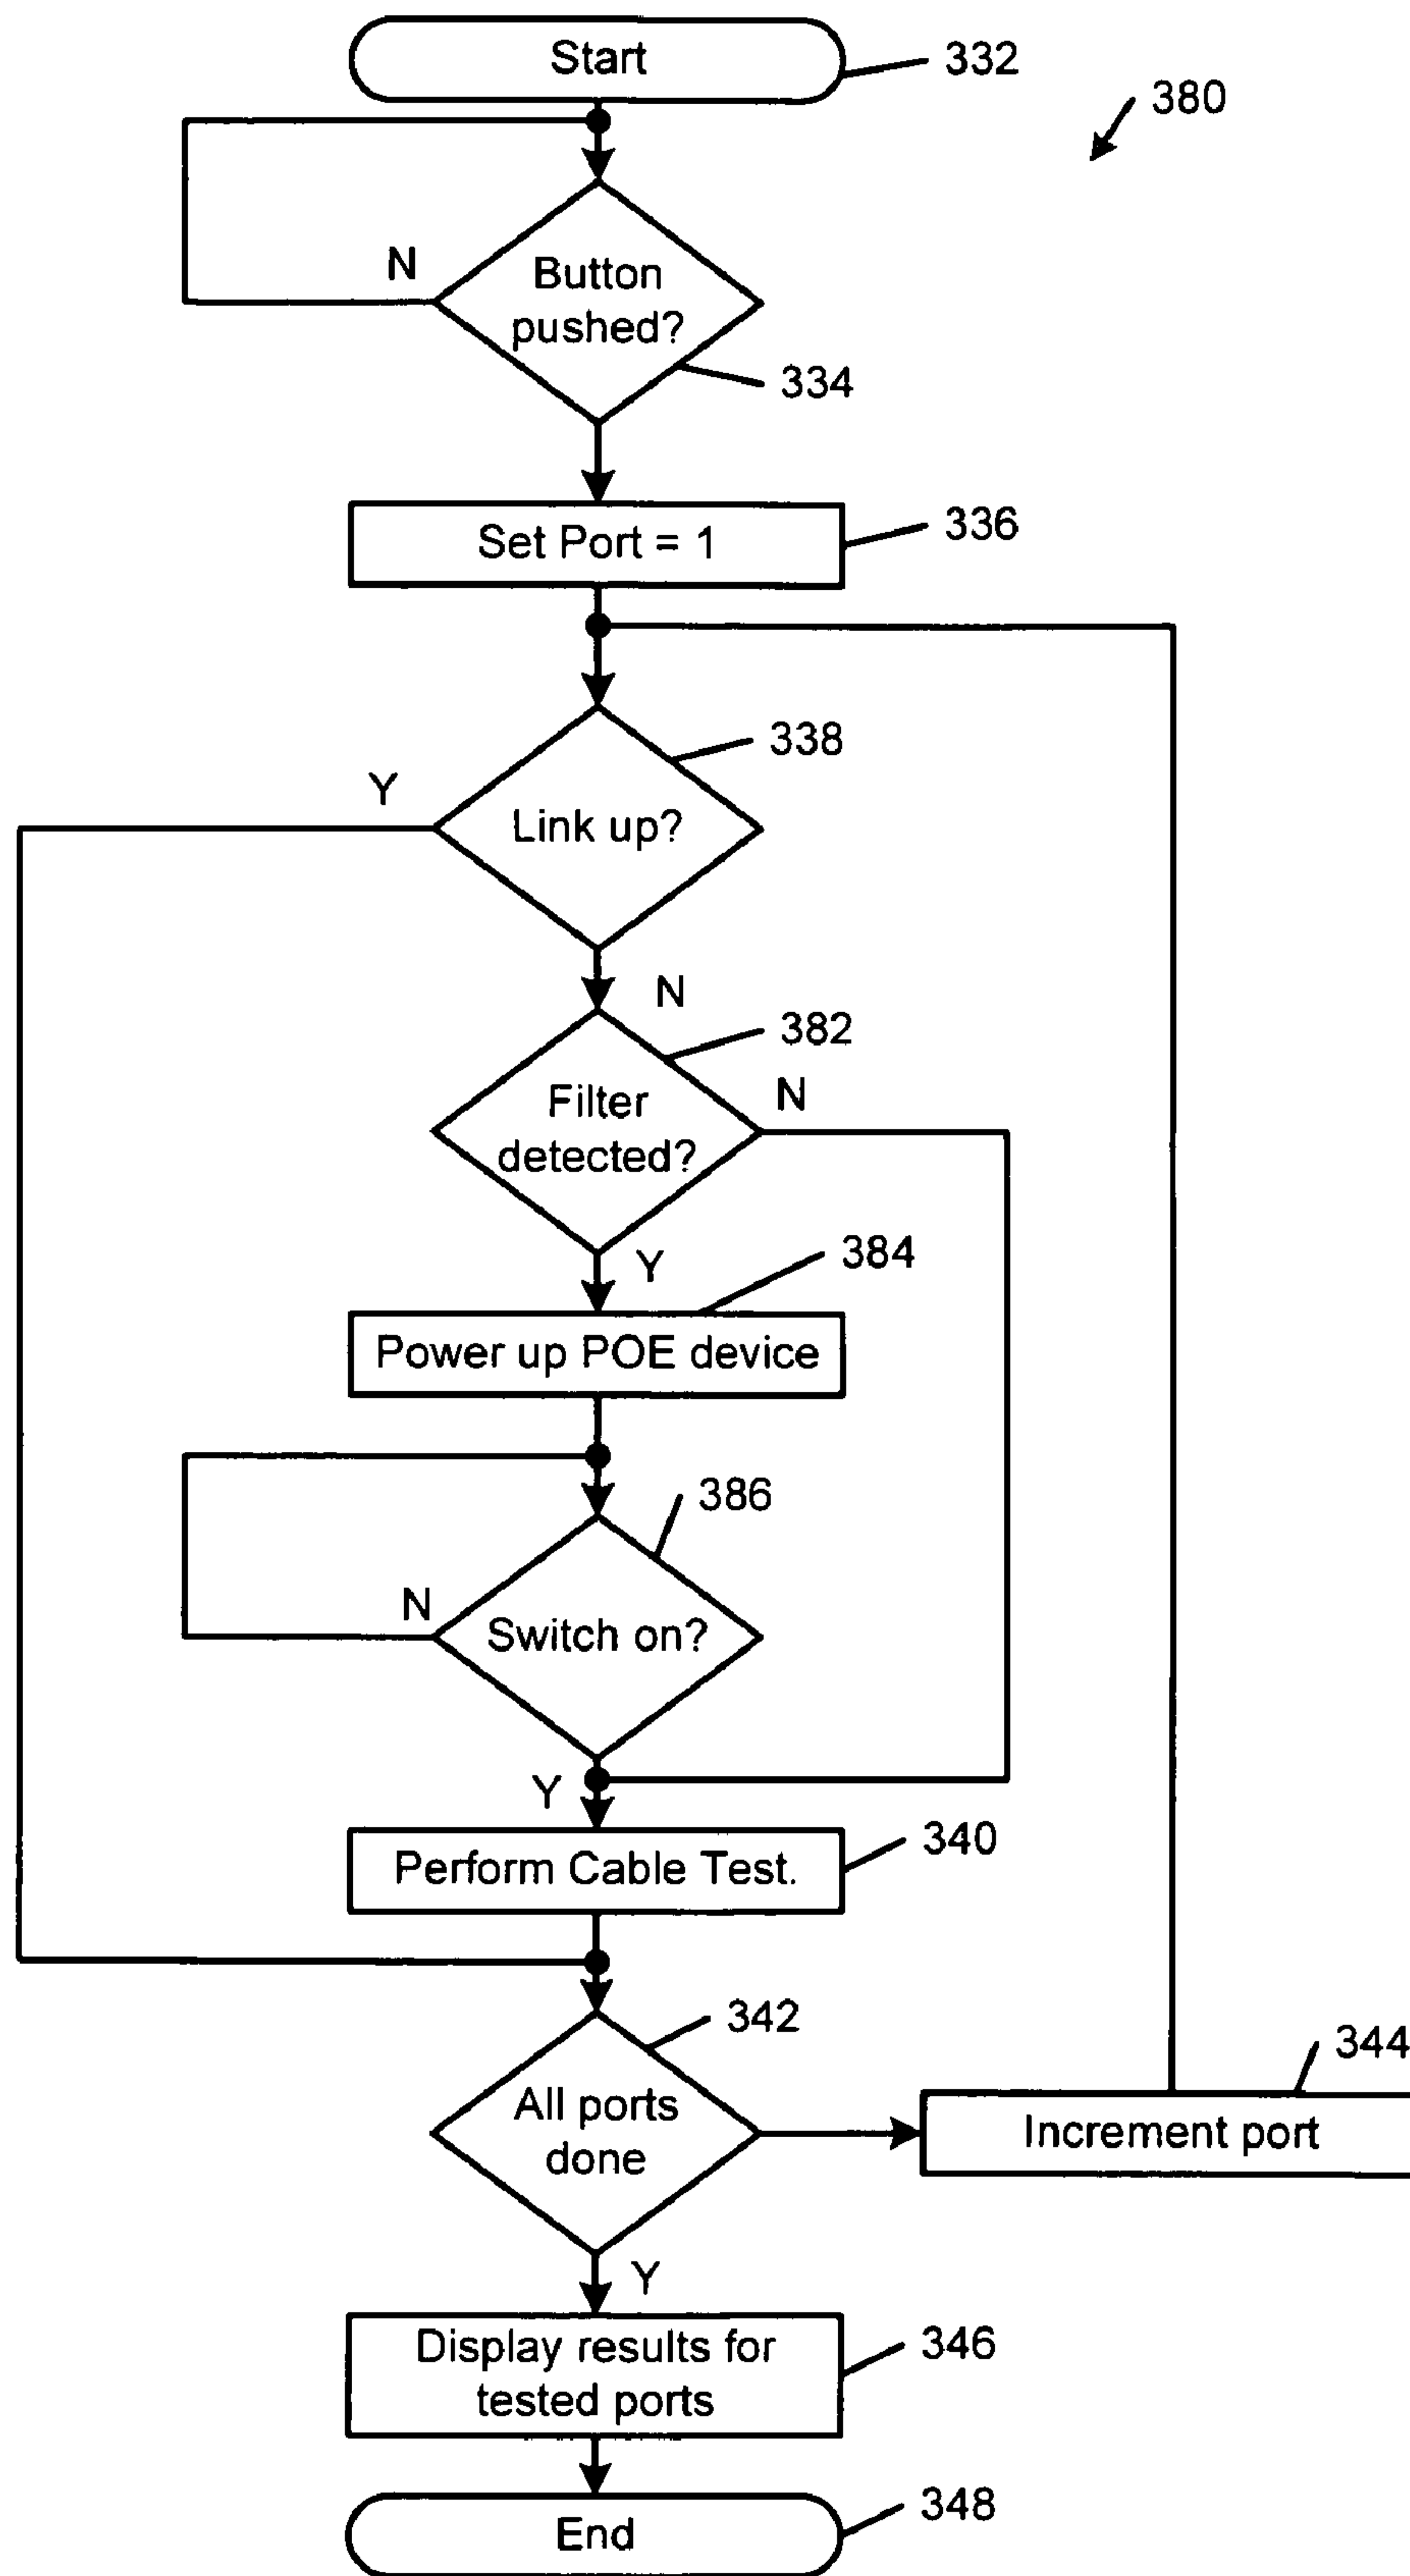 Start
332
380
N
Button
pushed?
334
Set Port = 1
336
338
Y
Link up?
N
382
Filter
detected?
N
384
Y
Power up POE device
386
N
Switch on?
Y
340
Perform Cable Test.
342
344
All ports
done
Increment port
Y
Display results for
tested ports
346
348
End